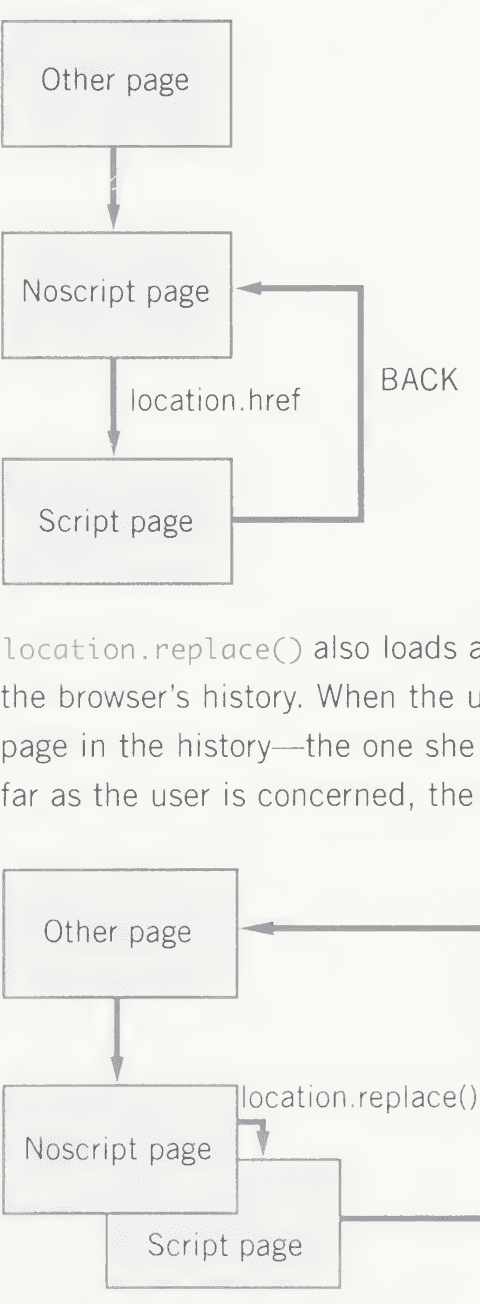 Other page
Noscript page
BACK
location.href
Script page
location.replace() also loads a
the browser's history. When the u
page in the history—the one she
far as the user is concerned, the
Other page
location.replace()
Noscript page
Script page